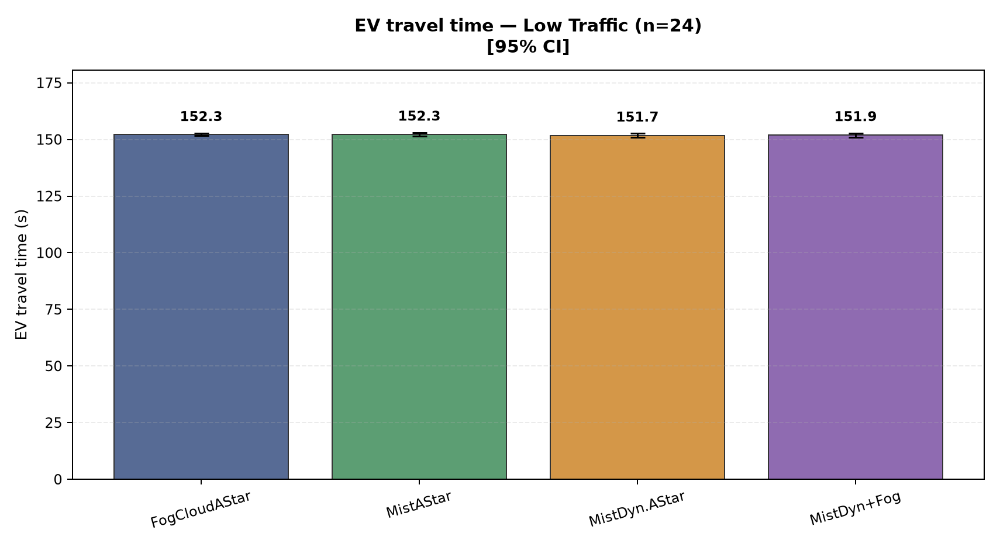 EV travel time — Low Traffic (n=24)
[95% CI]
EV travel time (s)
175
150
125
100
75
50
25
0
152.3
152.3
151.7
151.9
FogCloudAStar
MistAStar
MistDyn.AStar
MistDyn+Fog